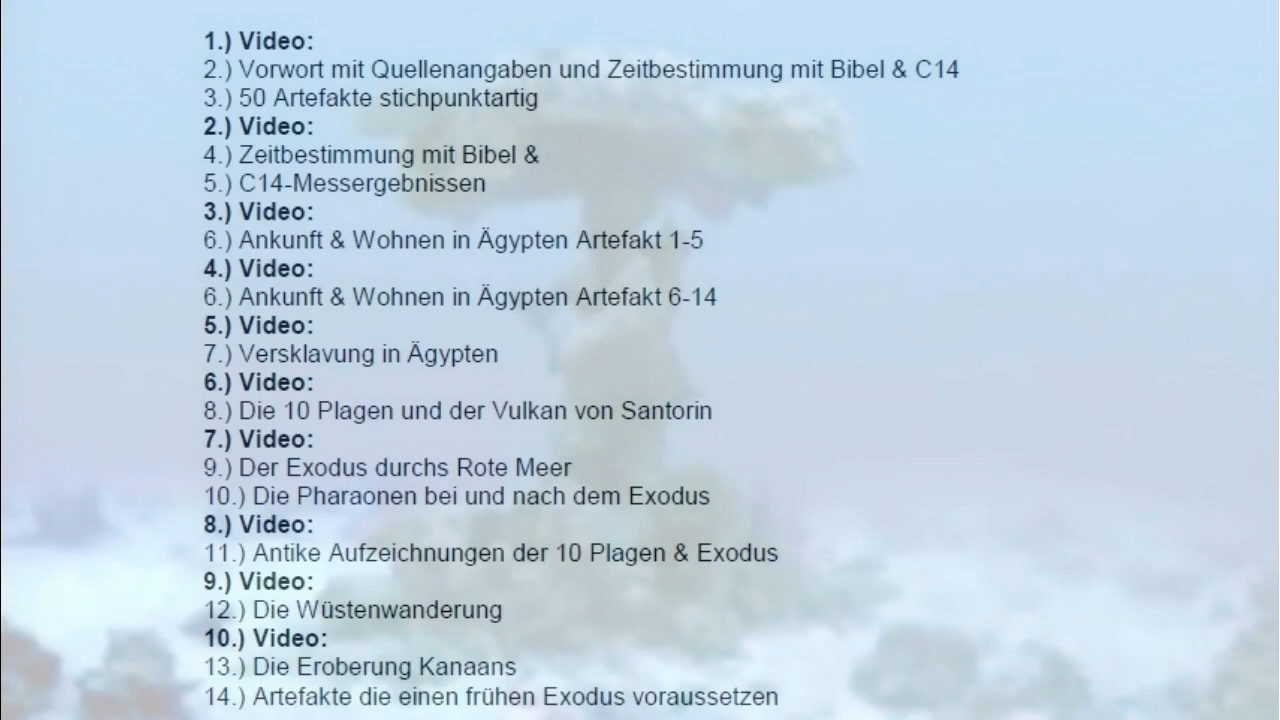 1.) Video:
2.) Vorwort mit Quellenangaben und Zeitbestimmung mit Bibel & C14
3.) 50 Artefakte stichpunktartig
2.) Video:
4.) Zeitbestimmung mit Bibel &
5.) C14-Messergebnissen
3.) Video:
6.) Ankunft & Wohnen in Ägypten Artefakt 1-5
4.) Video:
6.) Ankunft & Wohnen in Ägypten Artefakt 6-14
5.) Video:
7.) Versklavung in Ägypten
6.) Video:
8.) Die 10 Plagen und der Vulkan von Santorin
7.) Video:
9.) Der Exodus durchs Rote Meer
10.) Die Pharaonen bei und nach dem Exodus
8.) Video:
11.) Antike Aufzeichnungen der 10 Plagen & Exodus
9.) Video:
12.) Die Wüstenwanderung
10.) Video:
13.) Die Eroberung Kanaans
14.) Artefakte die einen frühen Exodus voraussetzen